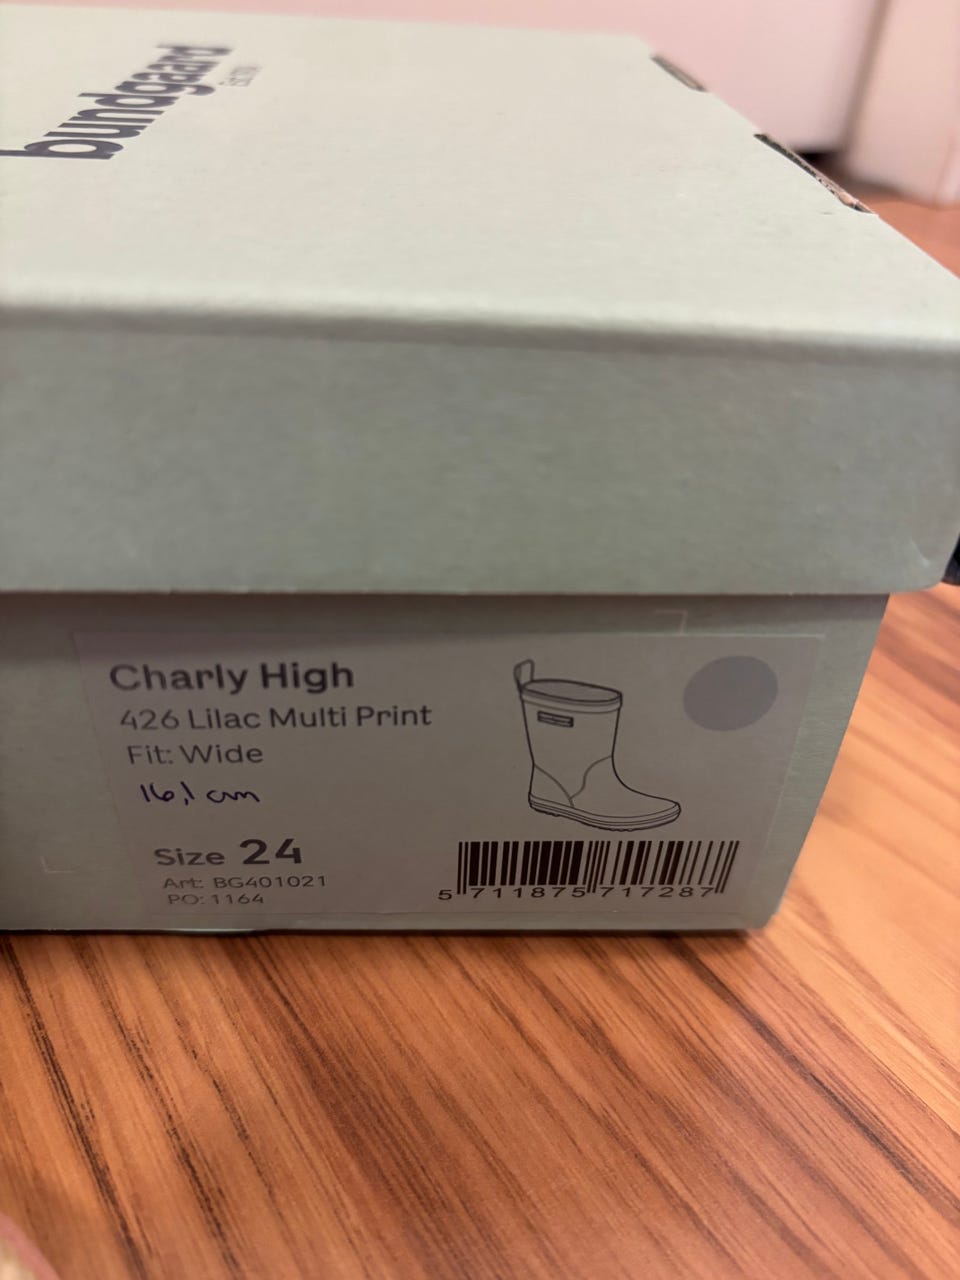 bundgaard
Charly High
426 Lilac Multi Print
Fit: Wide
16,1 cm
Size 24
Art: BG401021
PO: 1164
5 711875 717287